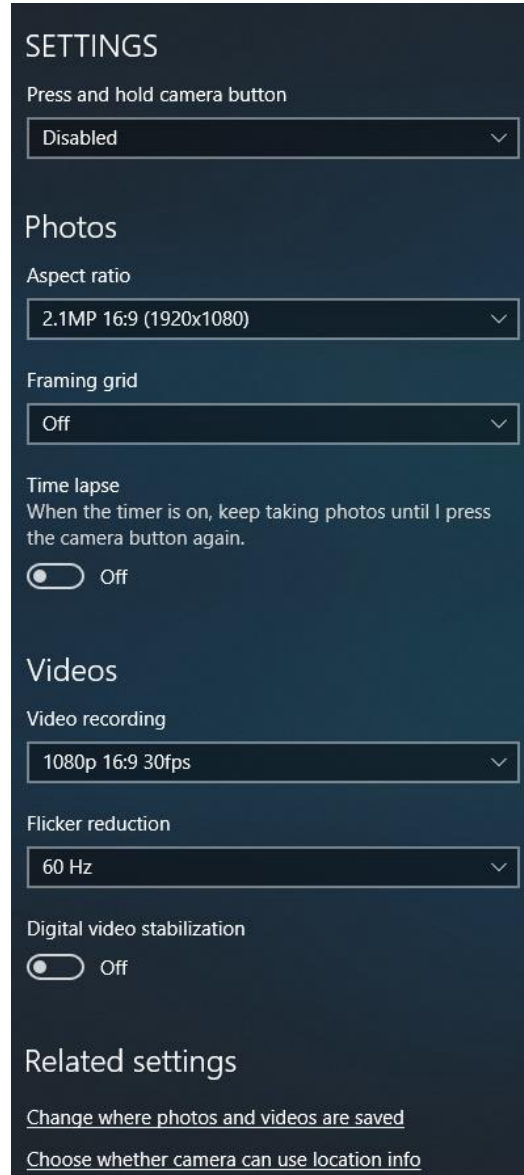 SETTINGS
Press and hold camera button
Disabled
Photos
Aspect ratio
2.1MP 16:9 (1920x1080)
Framing grid
Off
Time lapse
When the timer is on, keep taking photos until I press
the camera button again.
Off
Videos
Video recording
1080p 16:9 30fps
Flicker reduction
60 Hz
Digital video stabilization
Off
Related settings
Change where photos and videos are saved
Choose whether camera can use location info